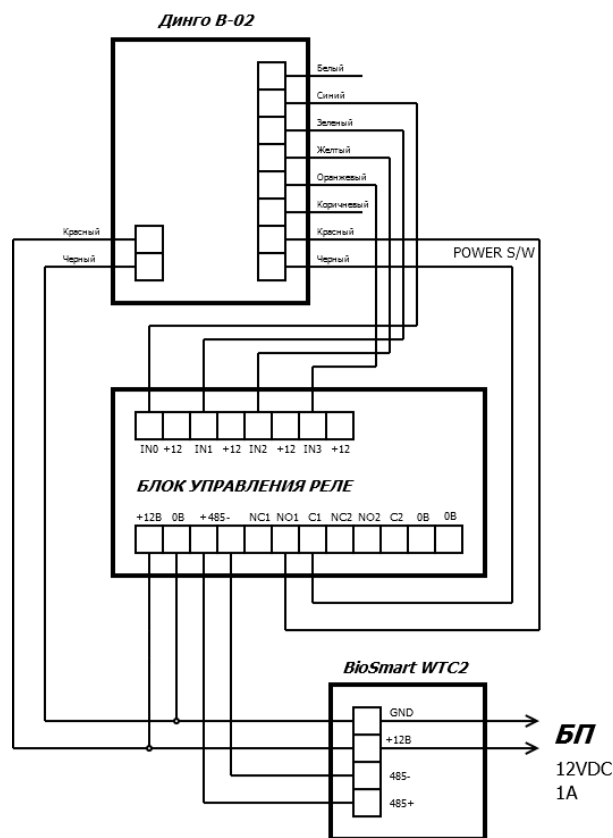 Динго В-02
Белый
Синий
Зеленый
Желтый
Оранжевый
Коричневый
Красный
Красный
Черный
Черный
POWER S/W
IN0 +12 IN1 +12 IN2 +12 IN3 +12
БЛОК УПРАВЛЕНИЯ РЕЛЕ
+12В 0В +485- NC1 NO1 C1 NC2 NO2 C2 0В 0В
BioSmart WTC2
GND
+12В
485-
485+
БП
12VDC
1A